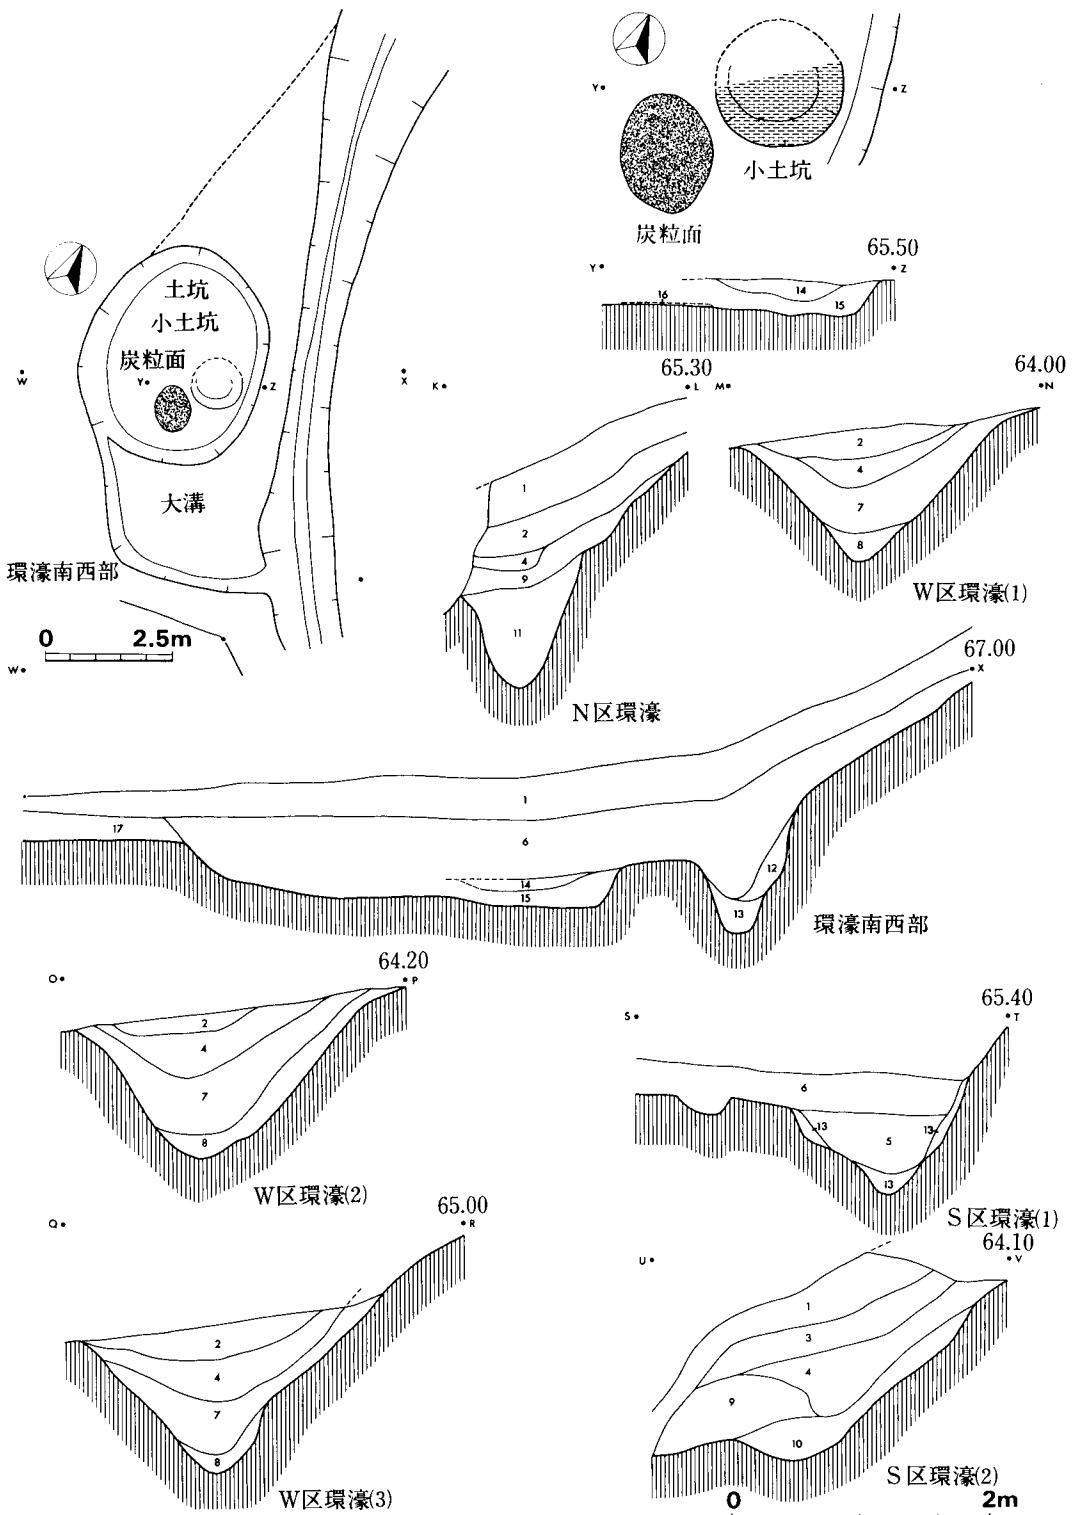 土坑
小土坑
炭粒面
Y Z
W X
大溝
環濠南西部
0 2.5m
Y Z
小土坑
炭粒面
65.50
Y Z
14
15
16
65.30
K L
1
2
4
9
11
N区環濠
64.00
M N
2
4
7
8
W区環濠(1)
67.00
W X
1
17
6
14
15
12
13
環濠南西部
64.20
O P
2
4
7
8
W区環濠(2)
65.40
S T
6
13 13
5
13
S区環濠(1)
65.00
Q R
2
4
7
8
W区環濠(3)
64.10
U V
1
3
4
9
10
S区環濠(2)
0 2m